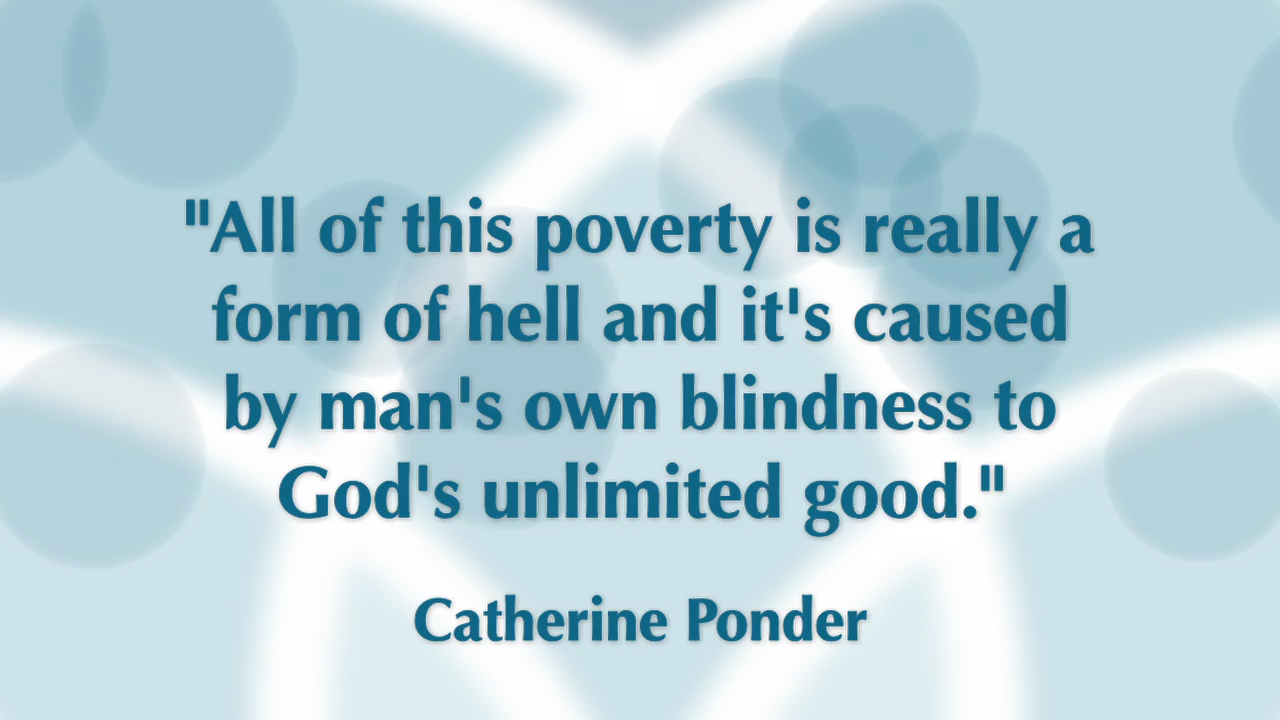 "All of this poverty is really a
form of hell and it's caused
by man's own blindness to
God's unlimited good."
Catherine Ponder